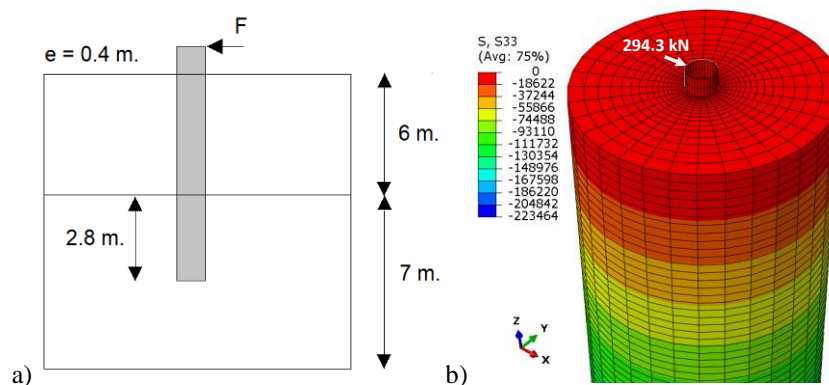 F
e = 0.4 m.
6 m.
2.8 m.
7 m.
a)
S, S33
(Avg: 75%)
0
-18622
-37244
-55866
-74488
-93110
-111732
-130354
-148976
-167598
-186220
-204842
-223464
294.3 kN
Z
Y
X
b)